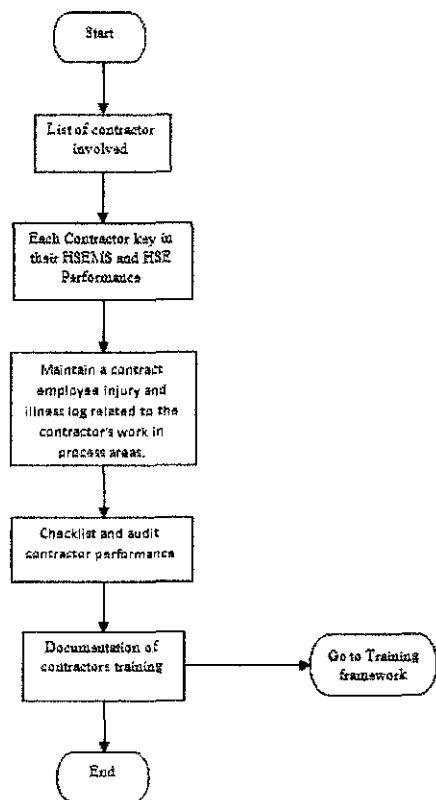 Start
List of contractor
involved
Each Contractor key in
their HSEMS and HSE
Performance
Maintain a contract
employee injury and
illness log related to the
contractor's work in
process areas.
Checklist and audit
contractor performance
Documentation of
contractors training
Go to Training
framework
End